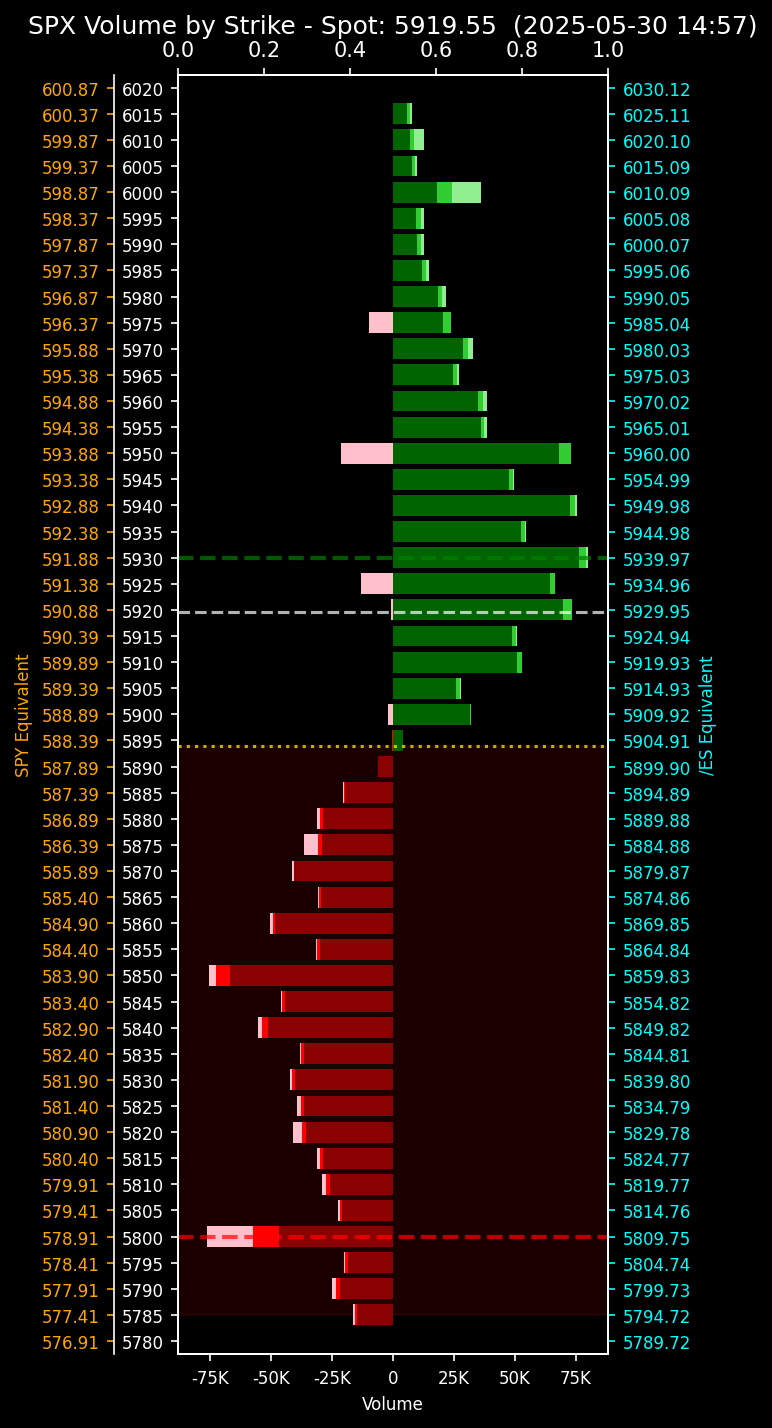 SPX Volume by Strike - Spot: 5919.55 (2025-05-30 14:57)
0.0 0.2 0.4 0.6 0.8 1.0
600.87 6020 6030.12
600.37 6015 6025.11
599.87 6010 6020.10
599.37 6005 6015.09
598.87 6000 6010.09
598.37 5995 6005.08
597.87 5990 6000.07
597.37 5985 5995.06
596.87 5980 5990.05
596.37 5975 5985.04
595.88 5970 5980.03
595.38 5965 5975.03
594.88 5960 5970.02
594.38 5955 5965.01
593.88 5950 5960.00
593.38 5945 5954.99
592.88 5940 5949.98
592.38 5935 5944.98
591.88 5930 5939.97
591.38 5925 5934.96
590.88 5920 5929.95
590.39 5915 5924.94
589.89 5910 5919.93
589.39 5905 5914.93
588.89 5900 5909.92
588.39 5895 5904.91
587.89 5890 5899.90
587.39 5885 5894.89
586.89 5880 5889.88
586.39 5875 5884.88
585.89 5870 5879.87
585.40 5865 5874.86
584.90 5860 5869.85
584.40 5855 5864.84
583.90 5850 5859.83
583.40 5845 5854.82
582.90 5840 5849.82
582.40 5835 5844.81
581.90 5830 5839.80
581.40 5825 5834.79
580.90 5820 5829.78
580.40 5815 5824.77
579.91 5810 5819.77
579.41 5805 5814.76
578.91 5800 5809.75
578.41 5795 5804.74
577.91 5790 5799.73
577.41 5785 5794.72
576.91 5780 5789.72
SPY Equivalent
/ES Equivalent
-75K -50K -25K 0 25K 50K 75K
Volume